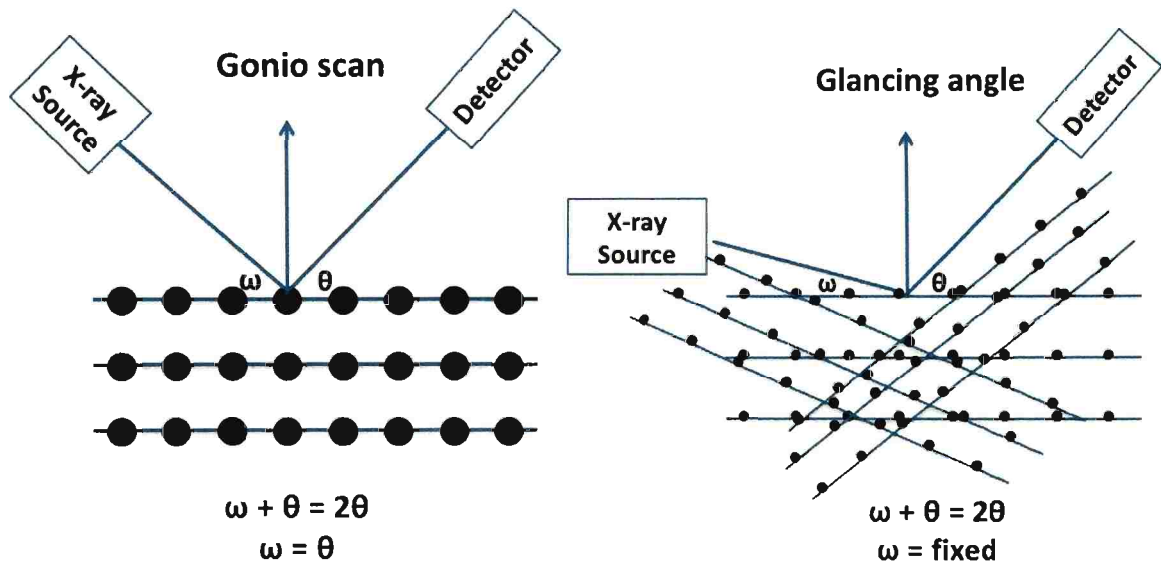 Gonio scan
X-ray
Source
Detector
ω
θ
ω + θ = 2θ
ω = θ
Glancing angle
X-ray
Source
Detector
ω
θ
ω + θ = 2θ
ω = fixed